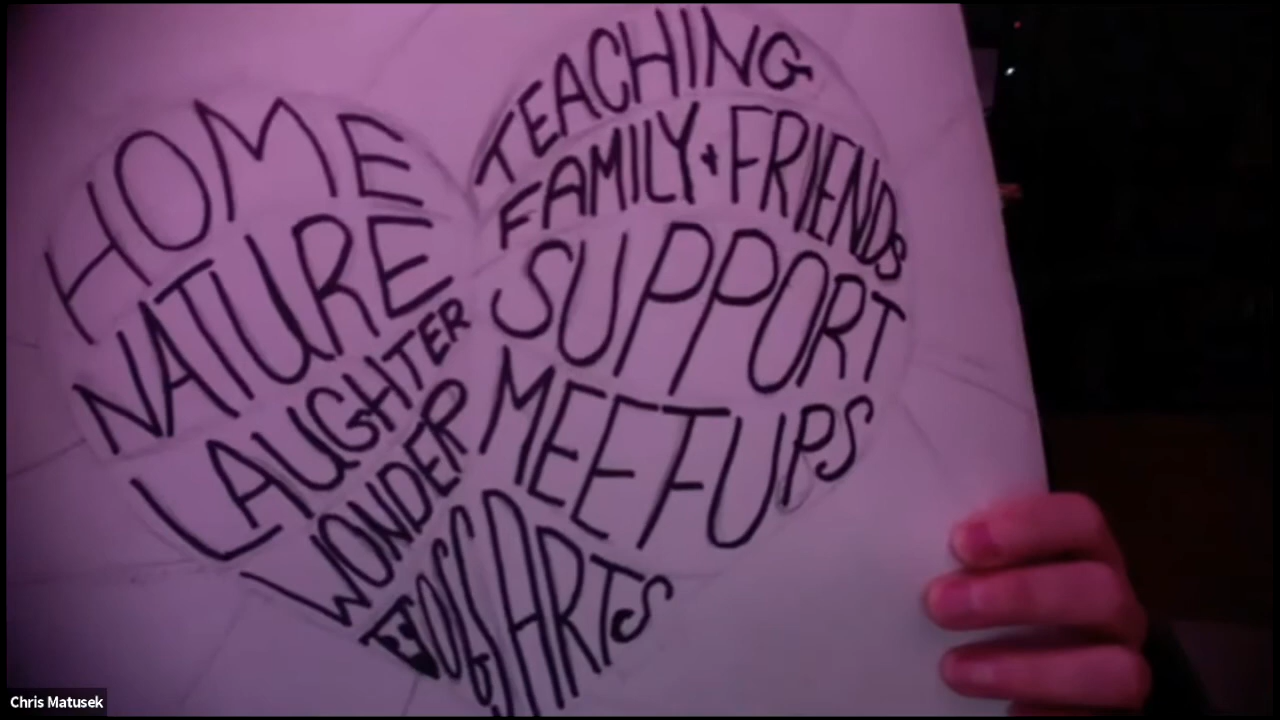 HOME
NATURE
LAUGHTER
WONDER
DOGS
TEACHING
FAMILY + FRIENDS
SUPPORT
MEETUPS
ARTS
Chris Matusek